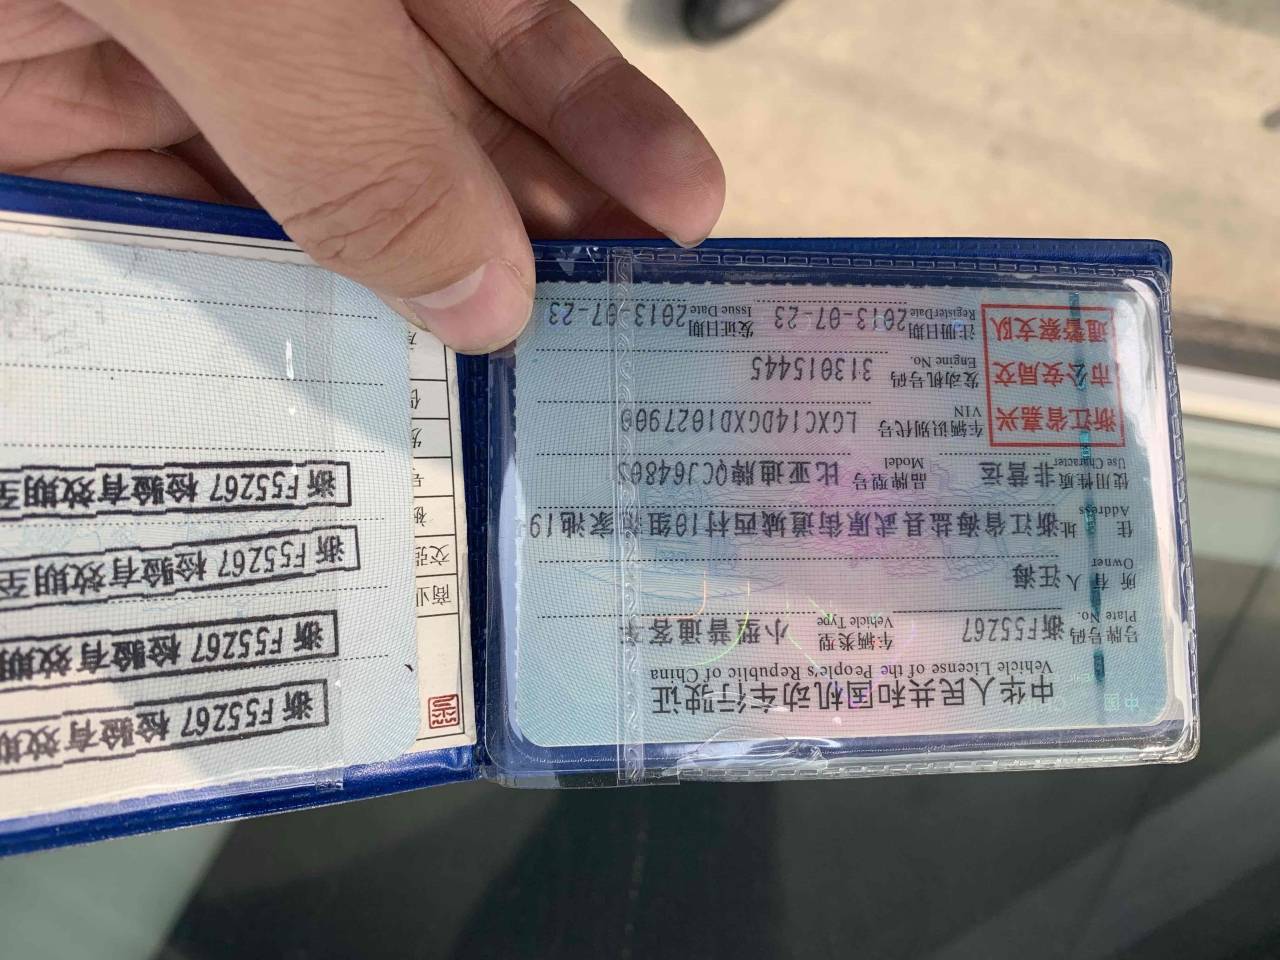 中华人民共和国机动车行驶证
Vehicle License of the People's Republic of China
号牌号码 浙F55267 车辆类型 小型普通客车
Plate No. Vehicle Type
所有人 汪海
Owner
住址 浙江省海盐县武原街道城西村10组汪家池19
Address
使用性质 非营运 品牌型号 比亚迪牌QCJ6480S
Use Character Model
车辆识别代号 LGXC14DGXD1027900
VIN
发动机号码 313015445
Engine No.
注册日期 2013-07-23 发证日期 2013-07-23
Register Date Issue Date
浙江省嘉兴
市公安局交
通警察支队
中国
浙F55267 检验有效期
浙F55267 检验有效期
浙F55267 检验有效期至
浙F55267 检验有效期至
商业
交强